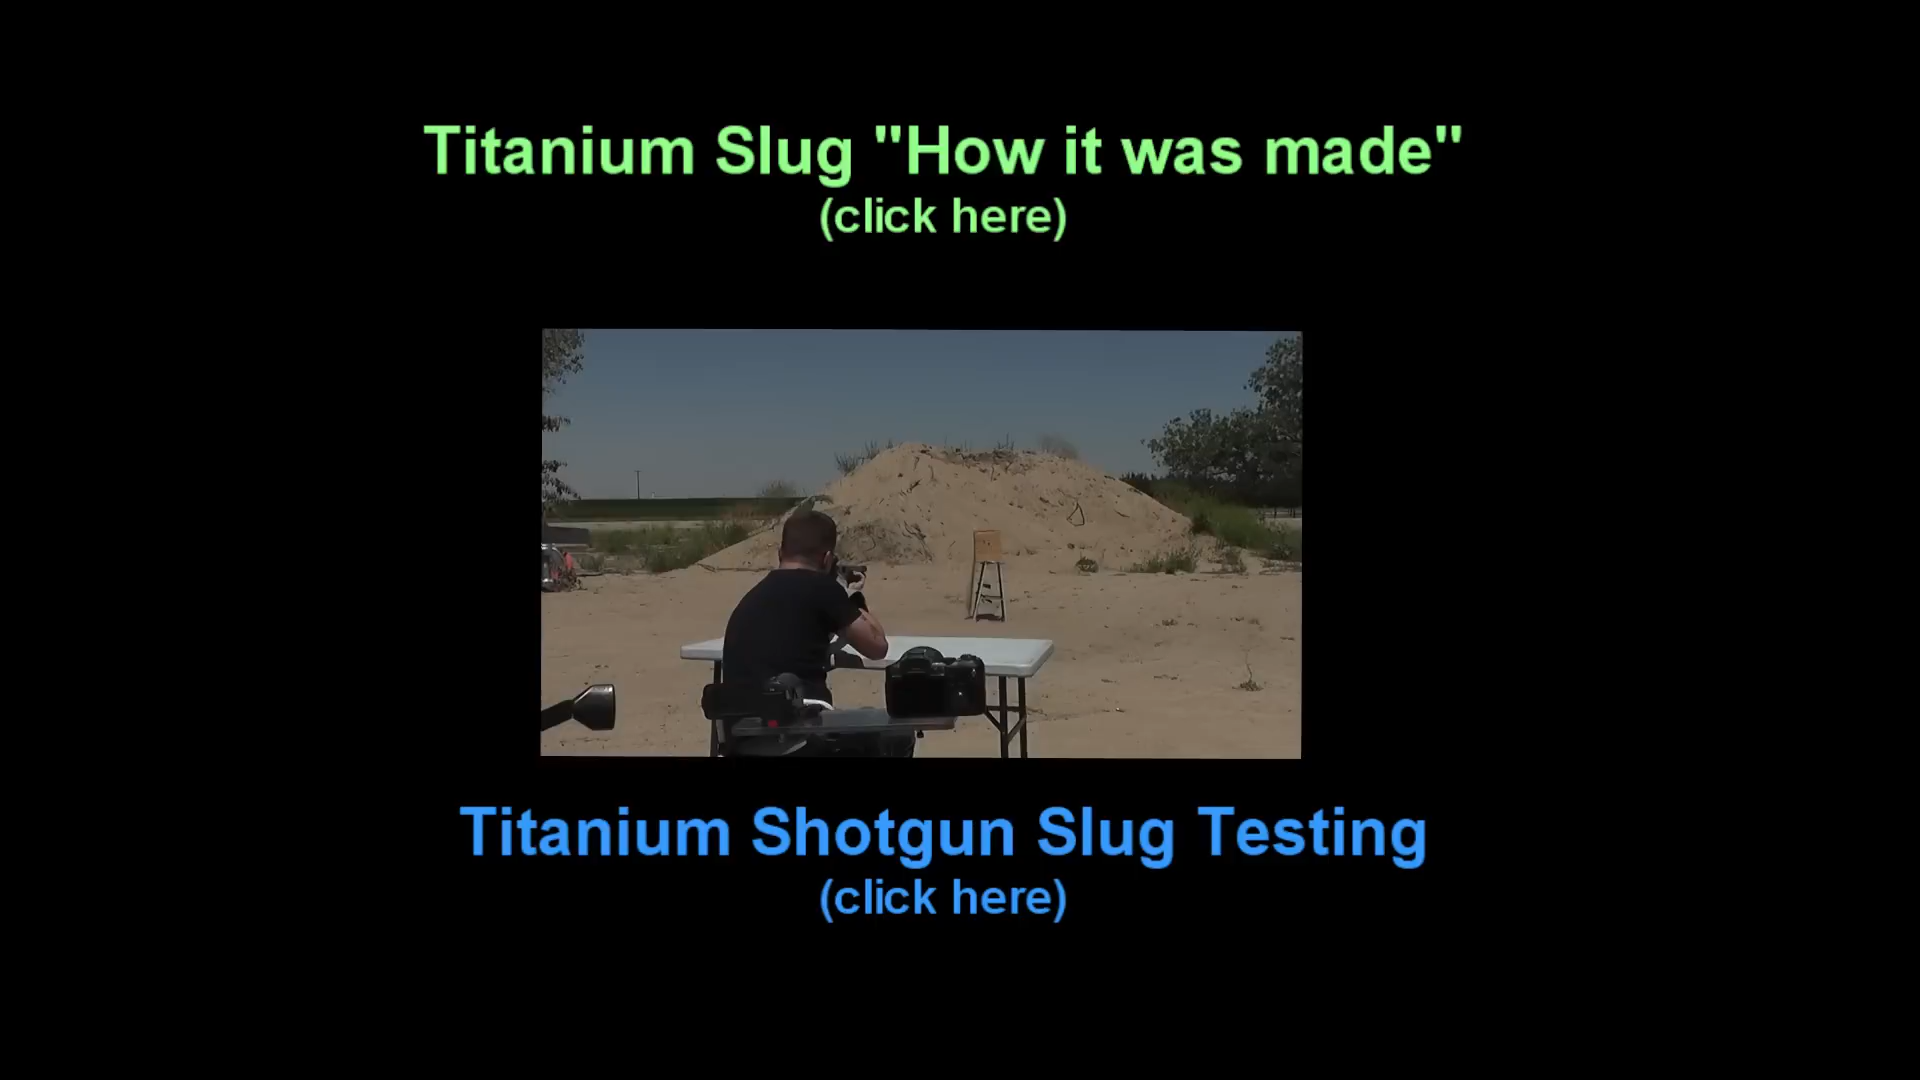 Titanium Slug "How it was made"
(click here)
Titanium Shotgun Slug Testing
(click here)